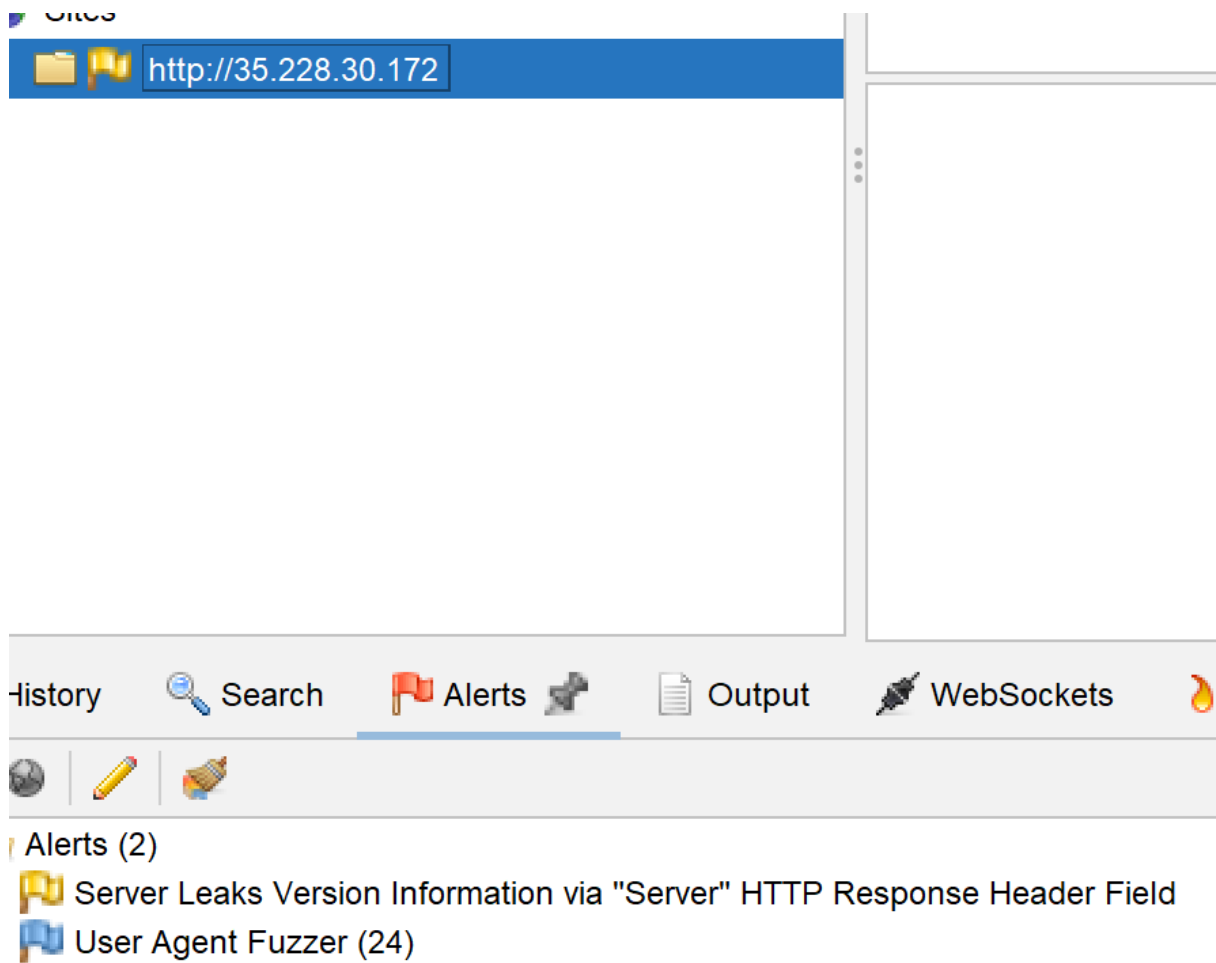 Sites
http://35.228.30.172
History
Search
Alerts
Output
WebSockets
Alerts (2)
Server Leaks Version Information via "Server" HTTP Response Header Field
User Agent Fuzzer (24)